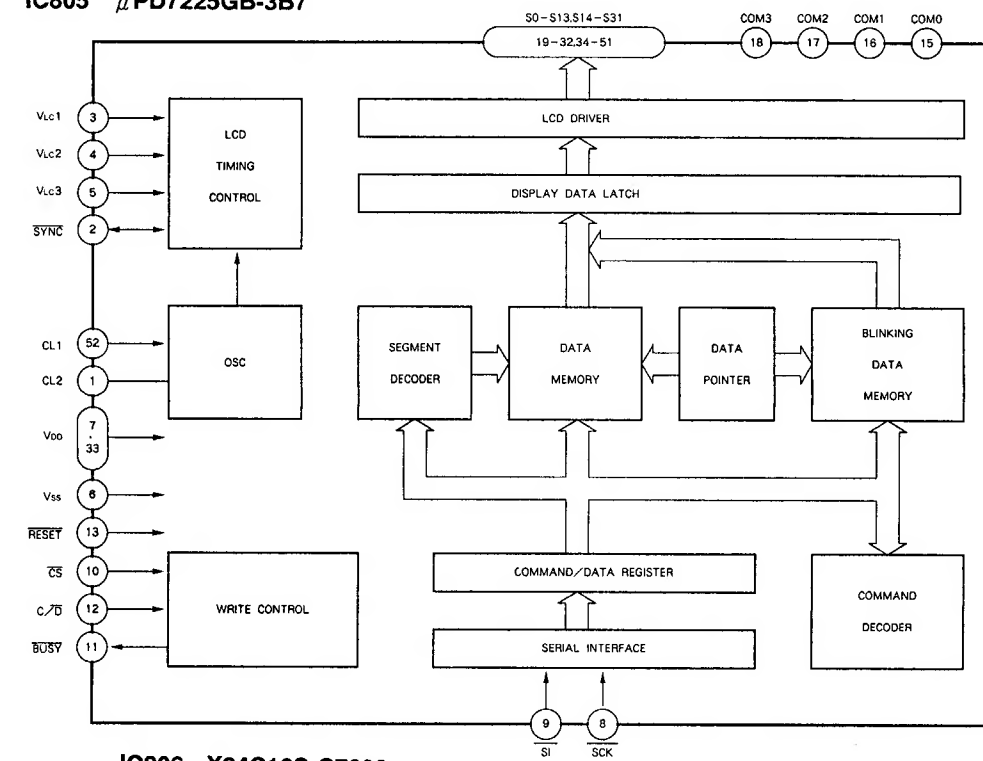 IC805 μPD7225GB-3B7
S0-S13,S14-S31
19-32,34-51
COM3
COM2
COM1
COM0
18
17
16
15
VLC1
3
VLC2
4
VLC3
5
SYNC
2
LCD
TIMING
CONTROL
LCD DRIVER
DISPLAY DATA LATCH
CL1
52
CL2
1
OSC
SEGMENT
DECODER
DATA
MEMORY
DATA
POINTER
BLINKING
DATA
MEMORY
VDD
7
·
33
VSS
6
RESET
13
CS
10
C/D
12
BUSY
11
WRITE CONTROL
COMMAND/DATA REGISTER
SERIAL INTERFACE
COMMAND
DECODER
9
8
SI
SCK